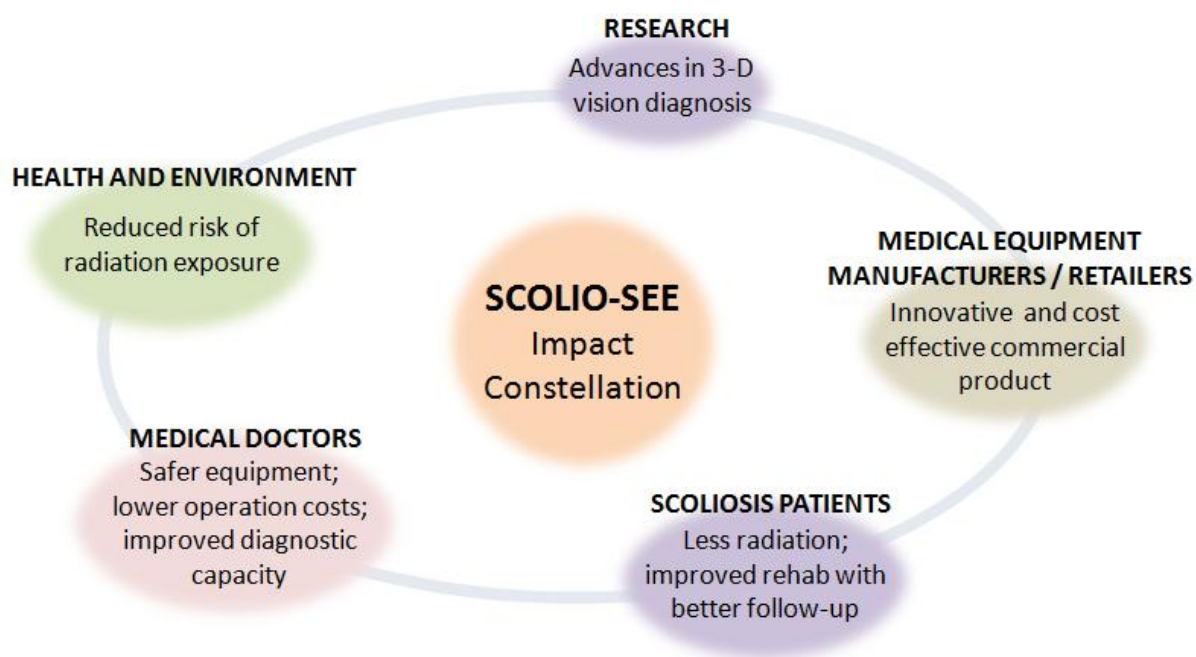 RESEARCH
Advances in 3-D
vision diagnosis
HEALTH AND ENVIRONMENT
Reduced risk of
radiation exposure
MEDICAL EQUIPMENT
MANUFACTURERS / RETAILERS
Innovative and cost
effective commercial
product
SCOLIO-SEE
Impact
Constellation
MEDICAL DOCTORS
Safer equipment;
lower operation costs;
improved diagnostic
capacity
SCOLIOSIS PATIENTS
Less radiation;
improved rehab with
better follow-up